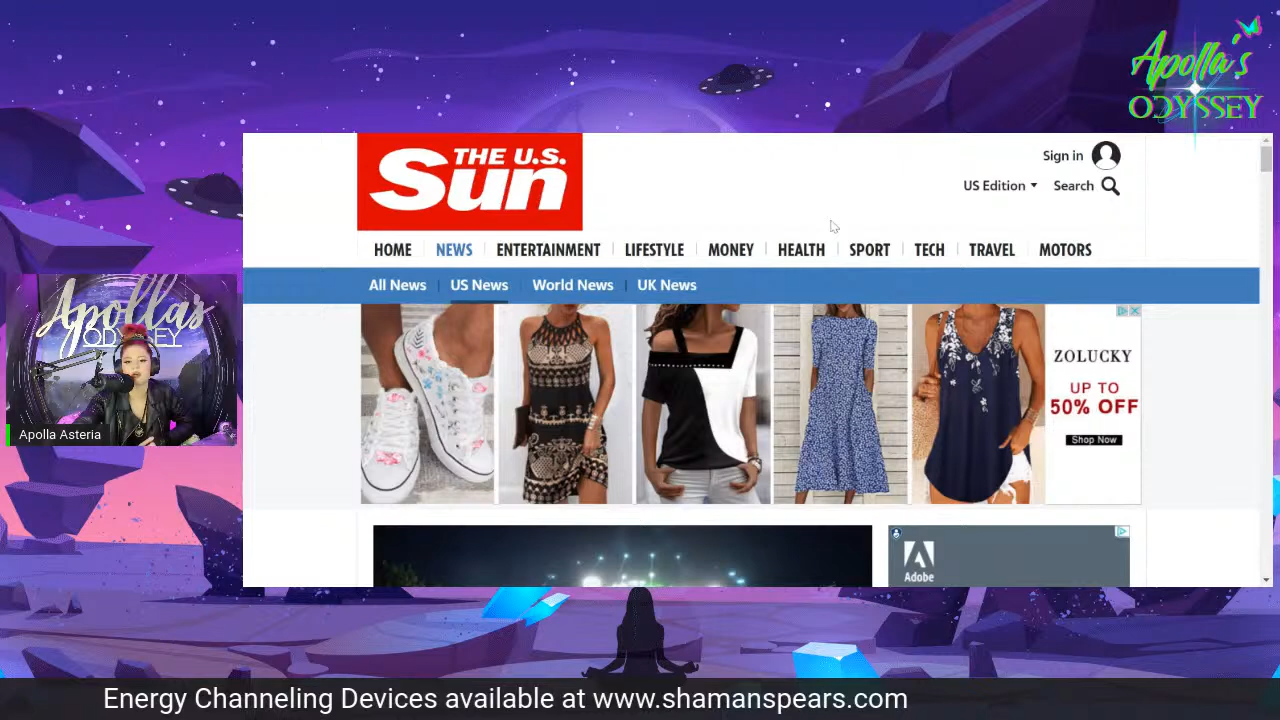 Apolla's
ODYSSEY
THE U.S.
Sun
Sign in
US Edition
Search
HOME
NEWS
ENTERTAINMENT
LIFESTYLE
MONEY
HEALTH
SPORT
TECH
TRAVEL
MOTORS
All News
US News
World News
UK News
ZOLUCKY
UP TO
50% OFF
Shop Now
Adobe
Apollas
ODYSSEY
Apolla Asteria
Energy Channeling Devices available at www.shamanspears.com